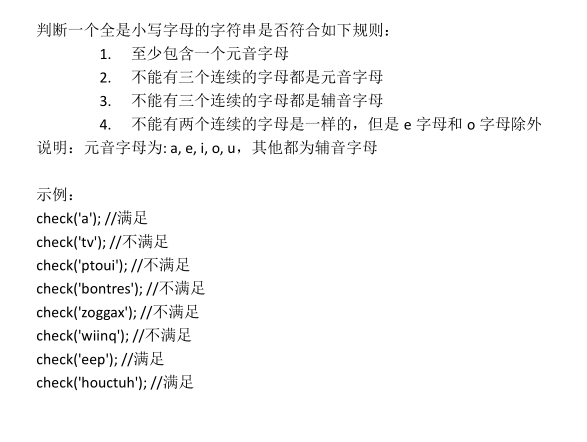 判断一个全是小写字母的字符串是否符合如下规则：
1. 至少包含一个元音字母
2. 不能有三个连续的字母都是元音字母
3. 不能有三个连续的字母都是辅音字母
4. 不能有两个连续的字母是一样的，但是 e 字母和 o 字母除外
说明：元音字母为: a, e, i, o, u，其他都为辅音字母
示例：
check('a'); //满足
check('tv'); //不满足
check('ptoui'); //不满足
check('bontres'); //不满足
check('zoggax'); //不满足
check('wiinq'); //不满足
check('eep'); //满足
check('houctuh'); //满足